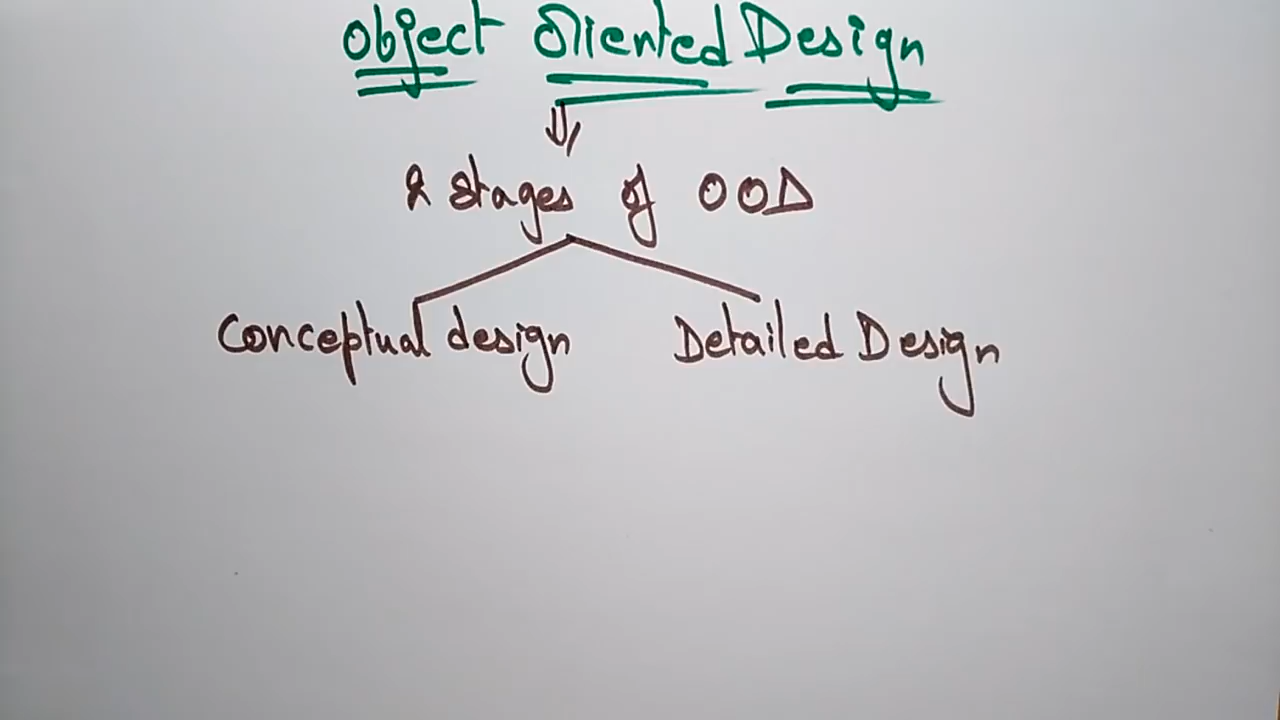 Object Oriented Design
2 stages of OOD
Conceptual design Detailed Design